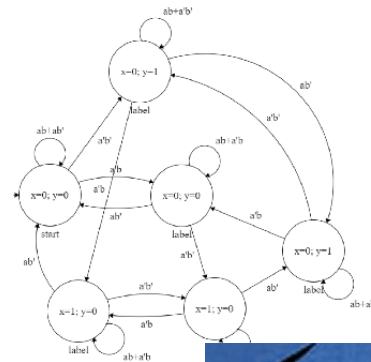 ab+a'b'
x=0; y=1
label
ab'
a'b'
a'b'
ab+ab'
ab+a'b
a'b
a'b
x=0; y=0
x=0; y=0
ab'
start
label
a'b
a'b'
x=0; y=1
ab'
ab'
label
a'b'
x=1; y=0
x=1; y=0
a'b
label
ab+a'b